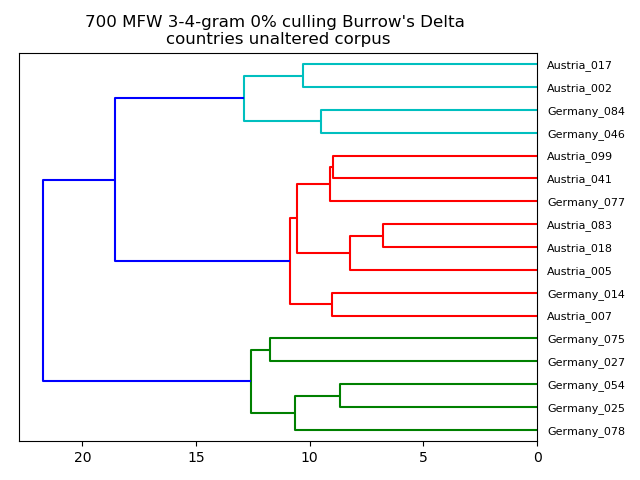 700 MFW 3-4-gram 0% culling Burrow's Delta
countries unaltered corpus
Austria_017
Austria_002
Germany_084
Germany_046
Austria_099
Austria_041
Germany_077
Austria_083
Austria_018
Austria_005
Germany_014
Austria_007
Germany_075
Germany_027
Germany_054
Germany_025
Germany_078
20 15 10 5 0